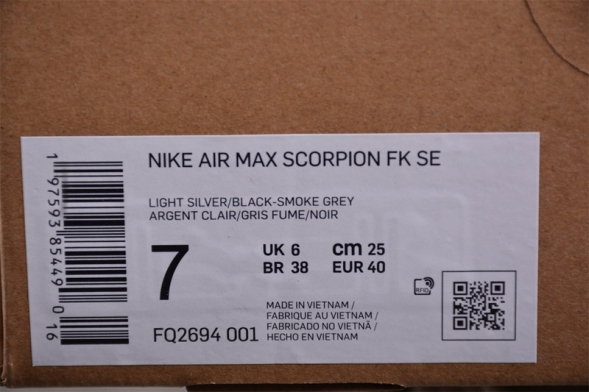 NIKE AIR MAX SCORPION FK SE
LIGHT SILVER/BLACK-SMOKE GREY
ARGENT CLAIR/GRIS FUME/NOIR
7
UK 6 cm 25
BR 38 EUR 40
FQ2694 001
MADE IN VIETNAM /
FABRIQUE AU VIETNAM /
FABRICADO NO VIETNÃ /
HECHO EN VIETNAM
RFID
1 97593 85449 0 16